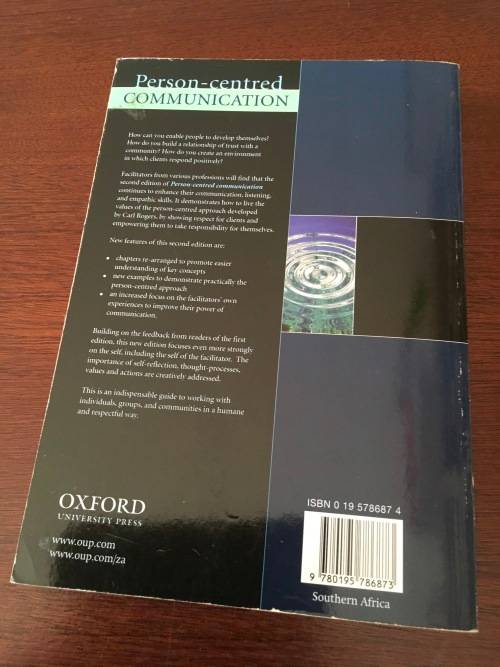 Person-centred
COMMUNICATION
How can you enable people to develop themselves?
How do you build a relationship of trust with a
community? How do you create an environment
in which clients respond positively?
Facilitators from various professions will find that the
second edition of Person-centred communication
continues to enhance their communication, listening,
and empathic skills. It demonstrates how to live the
values of the person-centred approach developed
by Carl Rogers, by showing respect for clients and
empowering them to take responsibility for themselves.
New features of this second edition are:
• chapters re-arranged to promote easier
understanding of key concepts
• new examples to demonstrate practically the
person-centred approach
• an increased focus on the facilitators' own
experiences to improve their power of
communication.
Building on the feedback from readers of the first
edition, this new edition focuses even more strongly
on the self, including the self of the facilitator. The
importance of self-reflection, thought-processes,
values and actions are creatively addressed.
This is an indispensable guide to working with
individuals, groups, and communities in a humane
and respectful way.
OXFORD
UNIVERSITY PRESS
www.oup.com
www.oup.com/za
ISBN 0 19 578687 4
9 780195 786873
Southern Africa